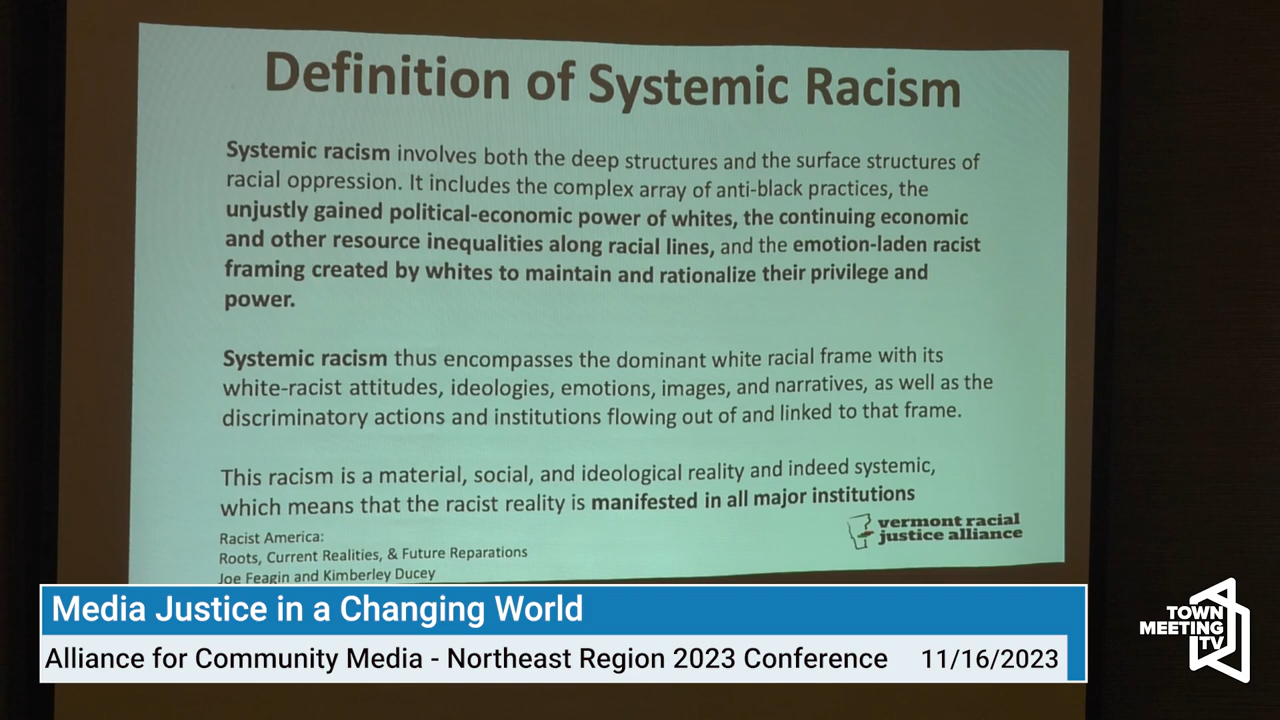 Definition of Systemic Racism
Systemic racism involves both the deep structures and the surface structures of
racial oppression. It includes the complex array of anti-black practices, the
unjustly gained political-economic power of whites, the continuing economic
and other resource inequalities along racial lines, and the emotion-laden racist
framing created by whites to maintain and rationalize their privilege and
power.
Systemic racism thus encompasses the dominant white racial frame with its
white-racist attitudes, ideologies, emotions, images, and narratives, as well as the
discriminatory actions and institutions flowing out of and linked to that frame.
This racism is a material, social, and ideological reality and indeed systemic,
which means that the racist reality is manifested in all major institutions
Racist America:
Roots, Current Realities, & Future Reparations
Joe Feagin and Kimberley Ducey
vermont racial
justice alliance
Media Justice in a Changing World
Alliance for Community Media - Northeast Region 2023 Conference 11/16/2023
TOWN
MEETING
TV